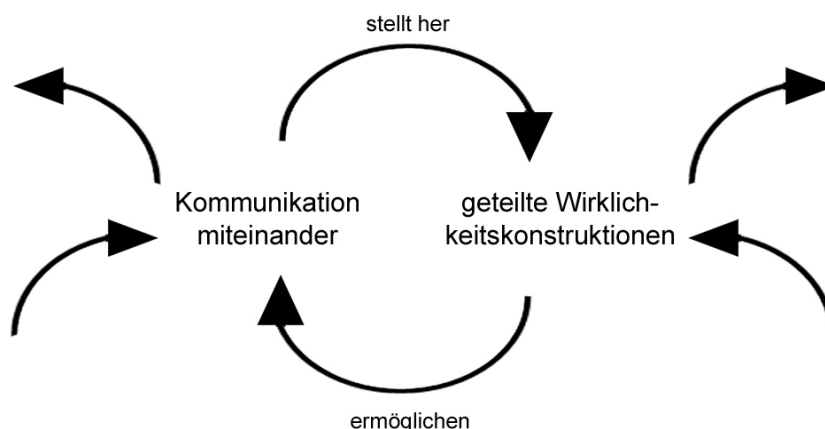 stellt her
Kommunikation
miteinander
geteilte Wirklich-
keitskonstruktionen
ermöglichen